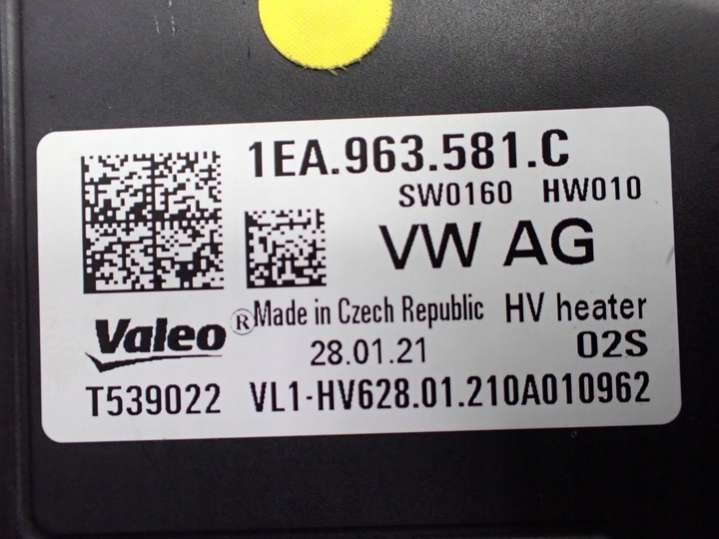 1EA.963.581.C
SW0160 HW010
VW AG
Valeo ® Made in Czech Republic HV heater
28.01.21 02S
T539022 VL1-HV628.01.210A010962